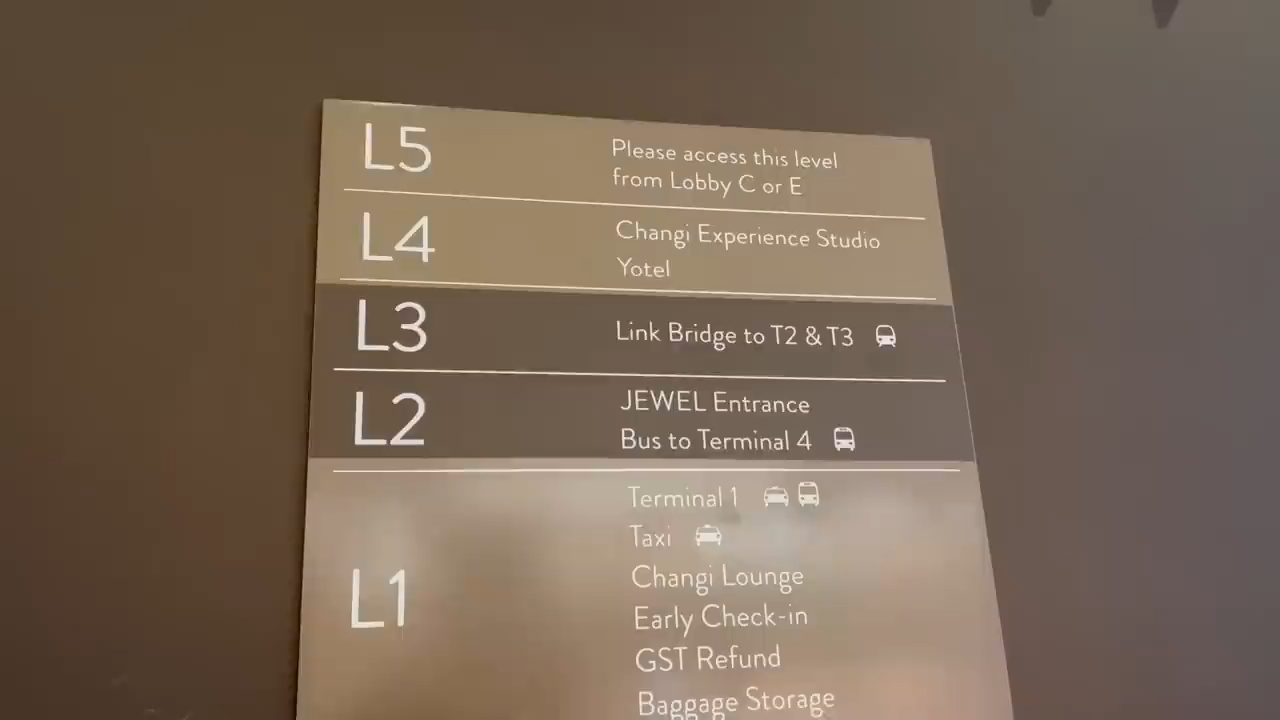 L5
Please access this level
from Lobby C or E
L4
Changi Experience Studio
Yotel
L3
Link Bridge to T2 & T3
L2
JEWEL Entrance
Bus to Terminal 4
L1
Terminal 1
Taxi
Changi Lounge
Early Check-in
GST Refund
Baggage Storage